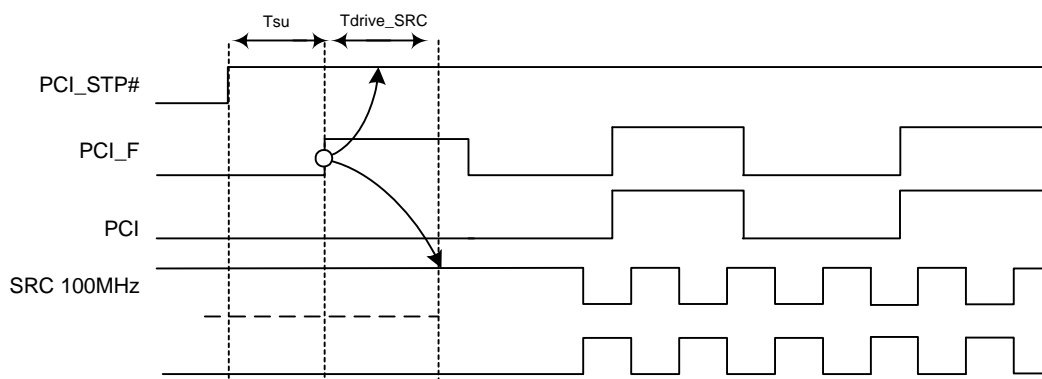 Tsu
Tdrive_SRC
PCI_STP#
PCI_F
PCI
SRC 100MHz